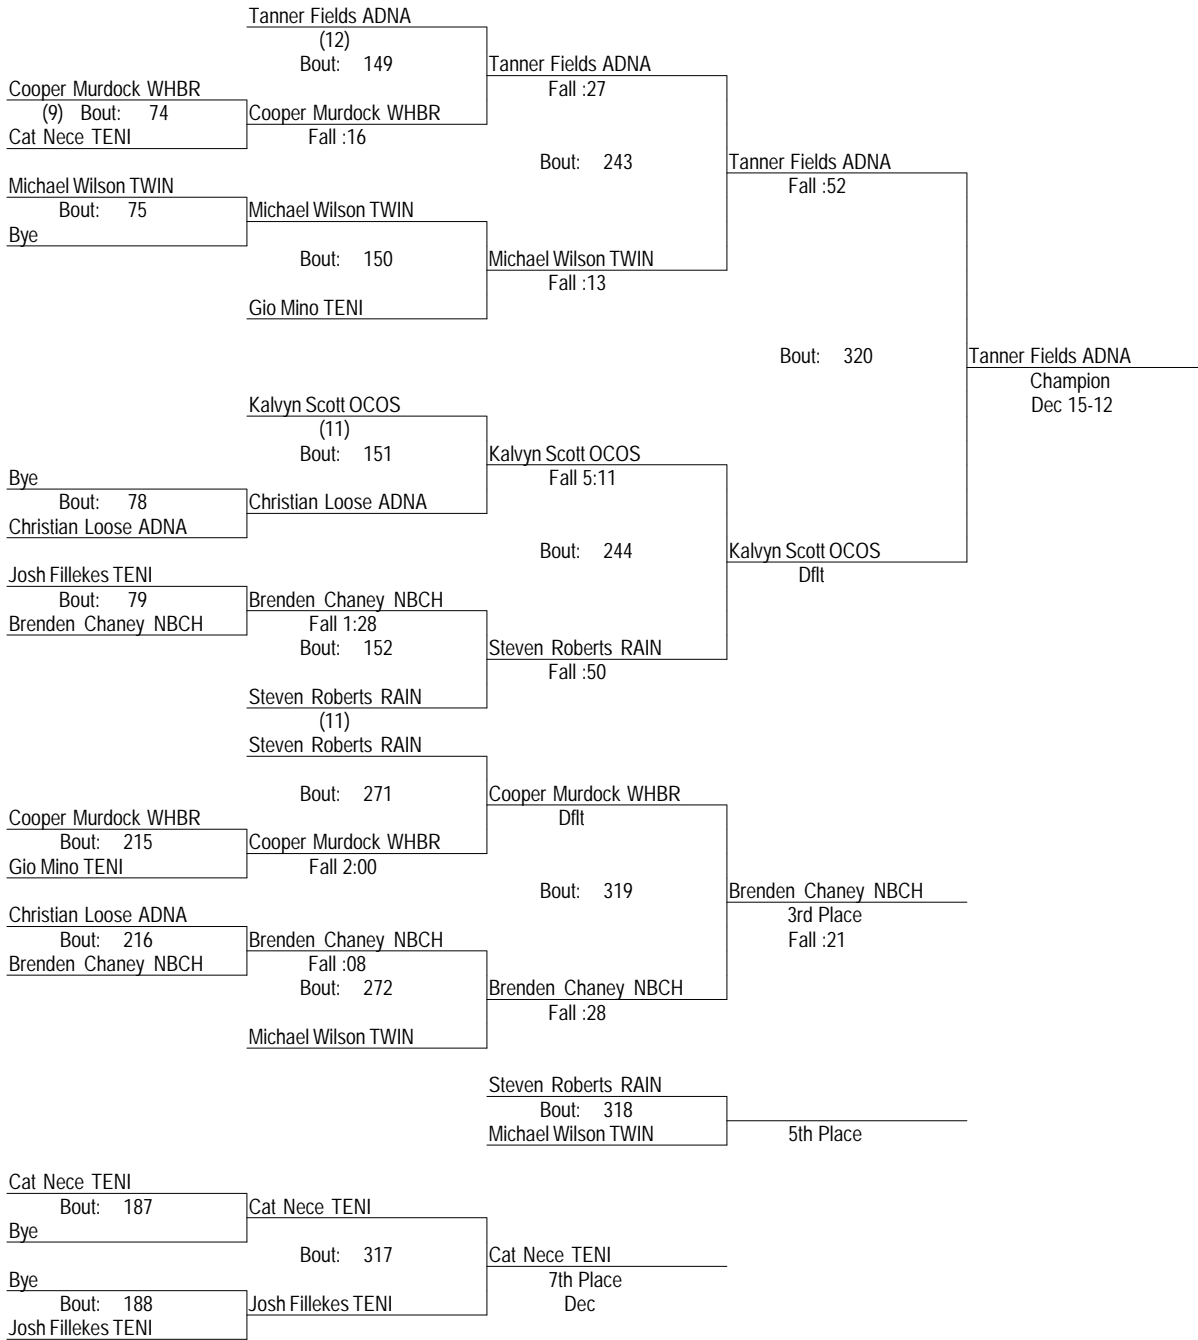 Tanner Fields ADNA
(12)
Bout: 149
Tanner Fields ADNA
Fall :27
Cooper Murdock WHBR
(9) Bout: 74
Cat Nece TENI
Cooper Murdock WHBR
Fall :16
Bout: 243
Tanner Fields ADNA
Fall :52
Michael Wilson TWIN
Bout: 75
Bye
Michael Wilson TWIN
Bout: 150
Michael Wilson TWIN
Fall :13
Gio Mino TENI
Bout: 320
Tanner Fields ADNA
Champion
Dec 15-12
Kalvyn Scott OCOS
(11)
Bout: 151
Kalvyn Scott OCOS
Fall 5:11
Bye
Bout: 78
Christian Loose ADNA
Christian Loose ADNA
Bout: 244
Kalvyn Scott OCOS
Dflt
Josh Fillekes TENI
Bout: 79
Brenden Chaney NBCH
Brenden Chaney NBCH
Fall 1:28
Bout: 152
Steven Roberts RAIN
Fall :50
Steven Roberts RAIN
(11)
Steven Roberts RAIN
Bout: 271
Cooper Murdock WHBR
Dflt
Cooper Murdock WHBR
Bout: 215
Gio Mino TENI
Cooper Murdock WHBR
Fall 2:00
Bout: 319
Brenden Chaney NBCH
3rd Place
Fall :21
Christian Loose ADNA
Bout: 216
Brenden Chaney NBCH
Brenden Chaney NBCH
Fall :08
Bout: 272
Brenden Chaney NBCH
Fall :28
Michael Wilson TWIN
Steven Roberts RAIN
Bout: 318
Michael Wilson TWIN
5th Place
Cat Nece TENI
Bout: 187
Bye
Cat Nece TENI
Bout: 317
Cat Nece TENI
7th Place
Dec
Bye
Bout: 188
Josh Fillekes TENI
Josh Fillekes TENI